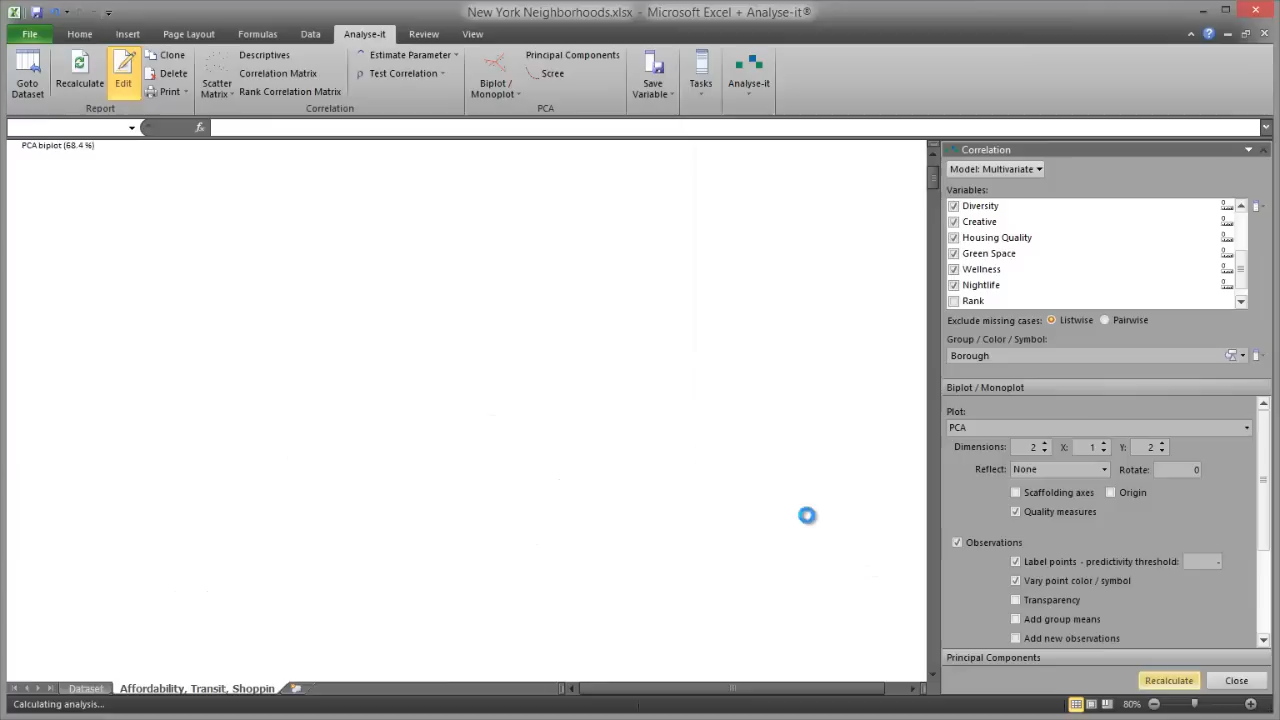 New York Neighborhoods.xlsx - Microsoft Excel + Analyse-it®
File Home Insert Page Layout Formulas Data Analyse-it Review View
Goto Dataset
Recalculate
Edit
Clone
Delete
Print
Report
Scatter Matrix
Descriptives
Correlation Matrix
Rank Correlation Matrix
Estimate Parameter
Test Correlation
Correlation
Biplot / Monoplot
Principal Components
Scree
PCA
Save Variable
Tasks
Analyse-it
fx
PCA biplot (68.4 %)
Correlation
Model: Multivariate
Variables:
Diversity
Creative
Housing Quality
Green Space
Wellness
Nightlife
Rank
Exclude missing cases: Listwise Pairwise
Group / Color / Symbol:
Borough
Biplot / Monoplot
Plot:
PCA
Dimensions: 2 X: 1 Y: 2
Reflect: None Rotate: 0
Scaffolding axes Origin
Quality measures
Observations
Label points - predictivity threshold: -
Vary point color / symbol
Transparency
Add group means
Add new observations
Principal Components
Recalculate Close
Dataset Affordability, Transit, Shoppin
Calculating analysis...
80%